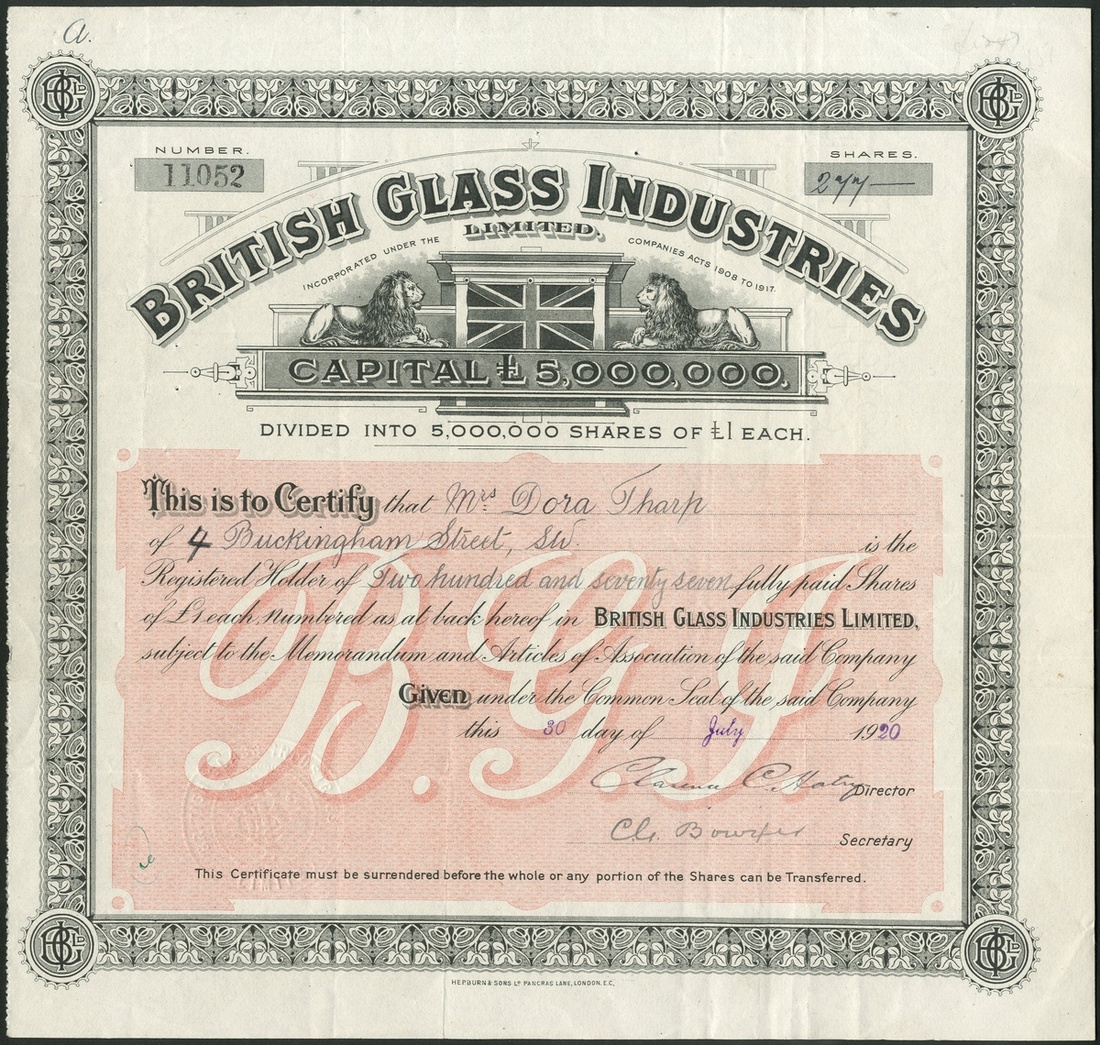 a.
NUMBER.
11052
SHARES.
277—
BRITISH GLASS INDUSTRIES
LIMITED.
INCORPORATED UNDER THE COMPANIES ACTS 1908 TO 1917.
CAPITAL £5,000,000.
DIVIDED INTO 5,000,000 SHARES OF £1 EACH.
This is to Certify that Mrs Dora Tharp
of 4 Buckingham Street, SW. is the
Registered Holder of Two hundred and seventy seven fully paid Shares
of £1 each, numbered as at back hereof in BRITISH GLASS INDUSTRIES LIMITED,
subject to the Memorandum and Articles of Association of the said Company
Given under the Common Seal of the said Company
this 30 day of July 1920
Clarence C. Hatry Director
Secretary
B.G.I
This Certificate must be surrendered before the whole or any portion of the Shares can be Transferred.
HEPBURN & SONS LD PANCRAS LANE, LONDON, E.C.